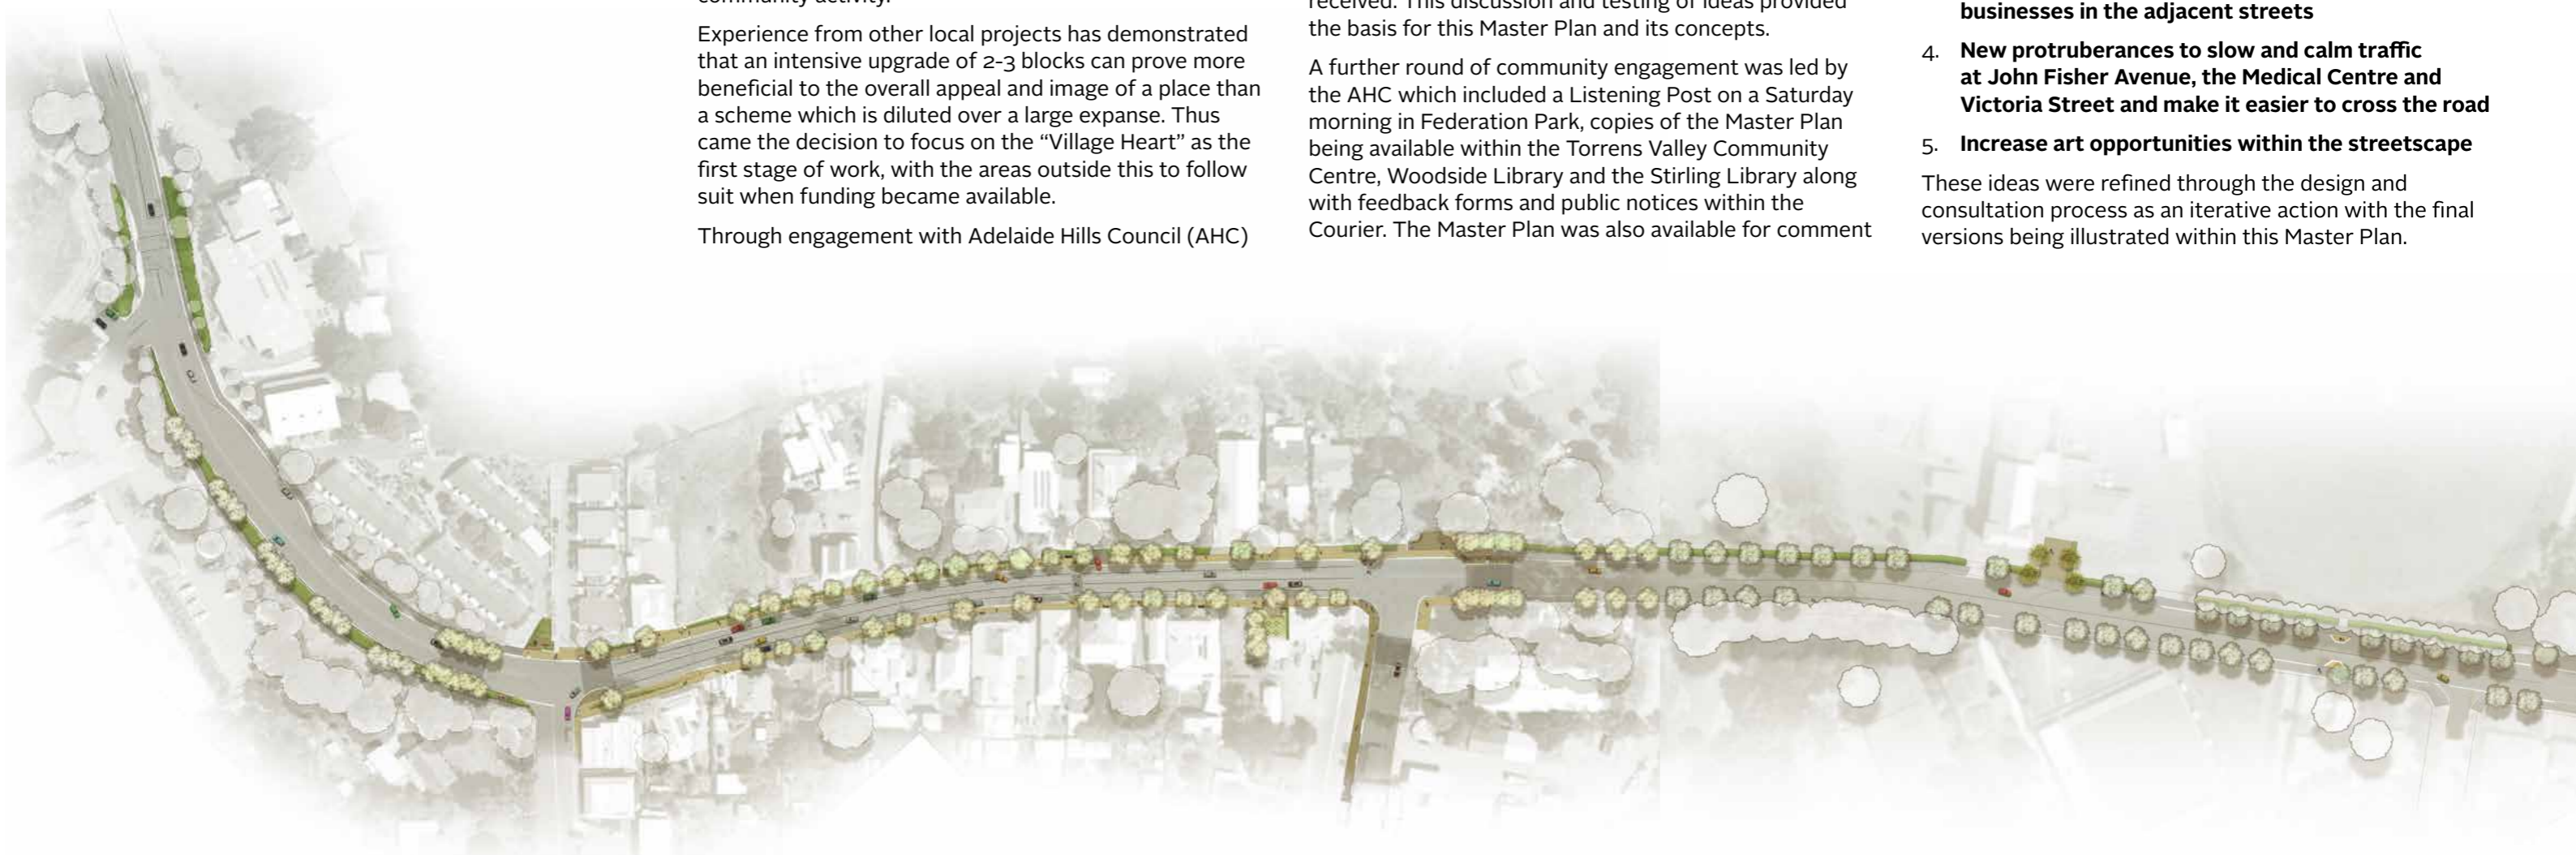 community activity.
Experience from other local projects has demonstrated
that an intensive upgrade of 2-3 blocks can prove more
beneficial to the overall appeal and image of a place than
a scheme which is diluted over a large expanse. Thus
came the decision to focus on the “Village Heart” as the
first stage of work, with the areas outside this to follow
suit when funding became available.
Through engagement with Adelaide Hills Council (AHC)
received. This discussion and testing of ideas provided
the basis for this Master Plan and its concepts.
A further round of community engagement was led by
the AHC which included a Listening Post on a Saturday
morning in Federation Park, copies of the Master Plan
being available within the Torrens Valley Community
Centre, Woodside Library and the Stirling Library along
with feedback forms and public notices within the
Courier. The Master Plan was also available for comment
businesses in the adjacent streets
4. New protruberances to slow and calm traffic
at John Fisher Avenue, the Medical Centre and
Victoria Street and make it easier to cross the road
5. Increase art opportunities within the streetscape
These ideas were refined through the design and
consultation process as an iterative action with the final
versions being illustrated within this Master Plan.